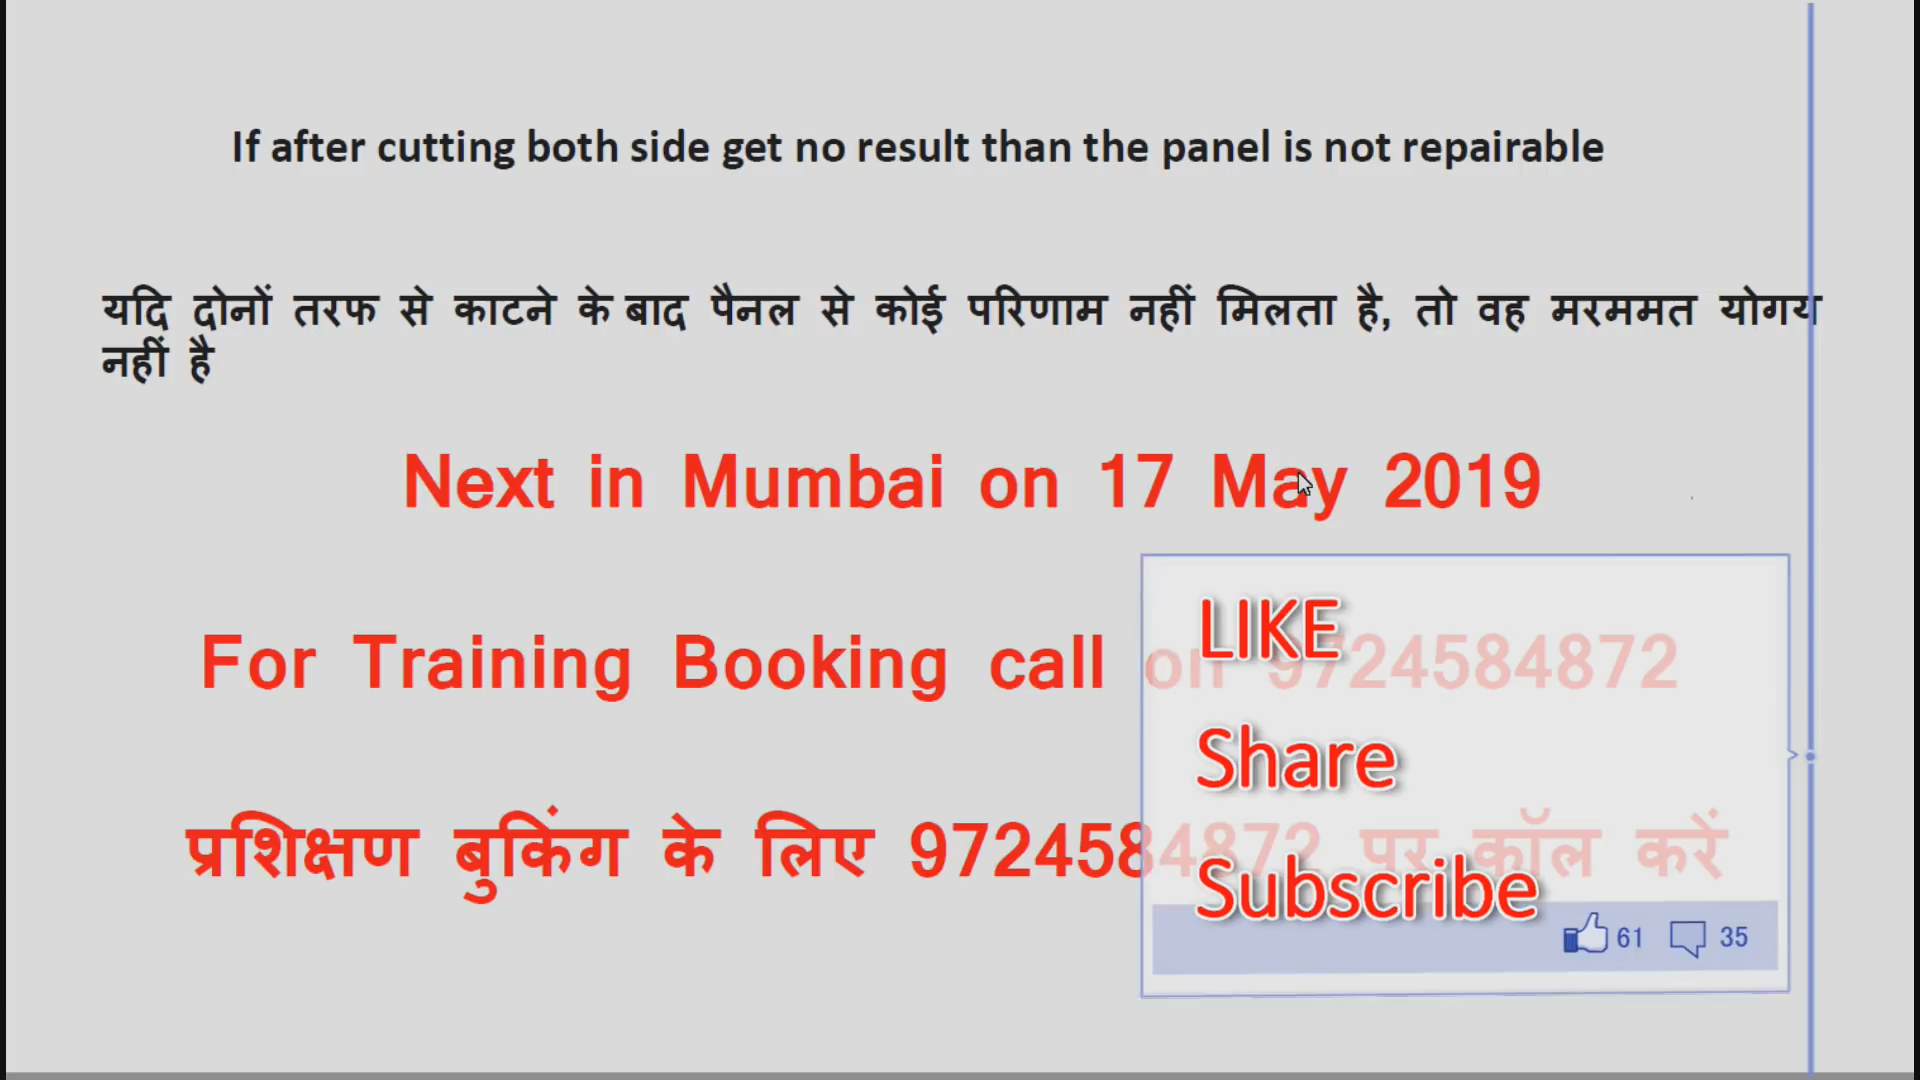 If after cutting both side get no result than the panel is not repairable
यदि दोनों तरफ से काटने के बाद पैनल से कोई परिणाम नहीं मिलता है, तो वह मरममत योगय
नहीं है
Next in Mumbai on 17 May 2019
For Training Booking call on 9724584872
प्रशिक्षण बुकिंग के लिए 9724584872 पर कॉल करें
LIKE
Share
Subscribe
61 35